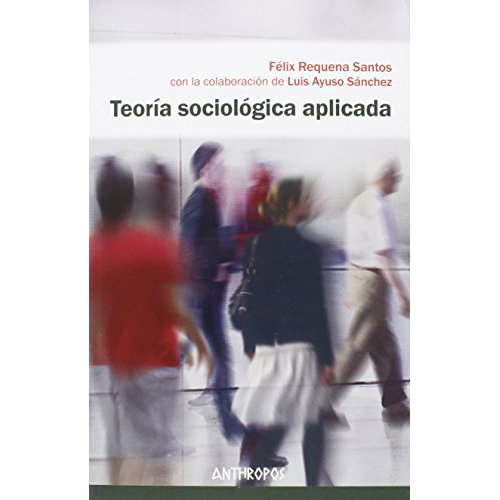 Félix Requena Santos
con la colaboración de Luis Ayuso Sánchez
Teoría sociológica aplicada
ANTHROPOS